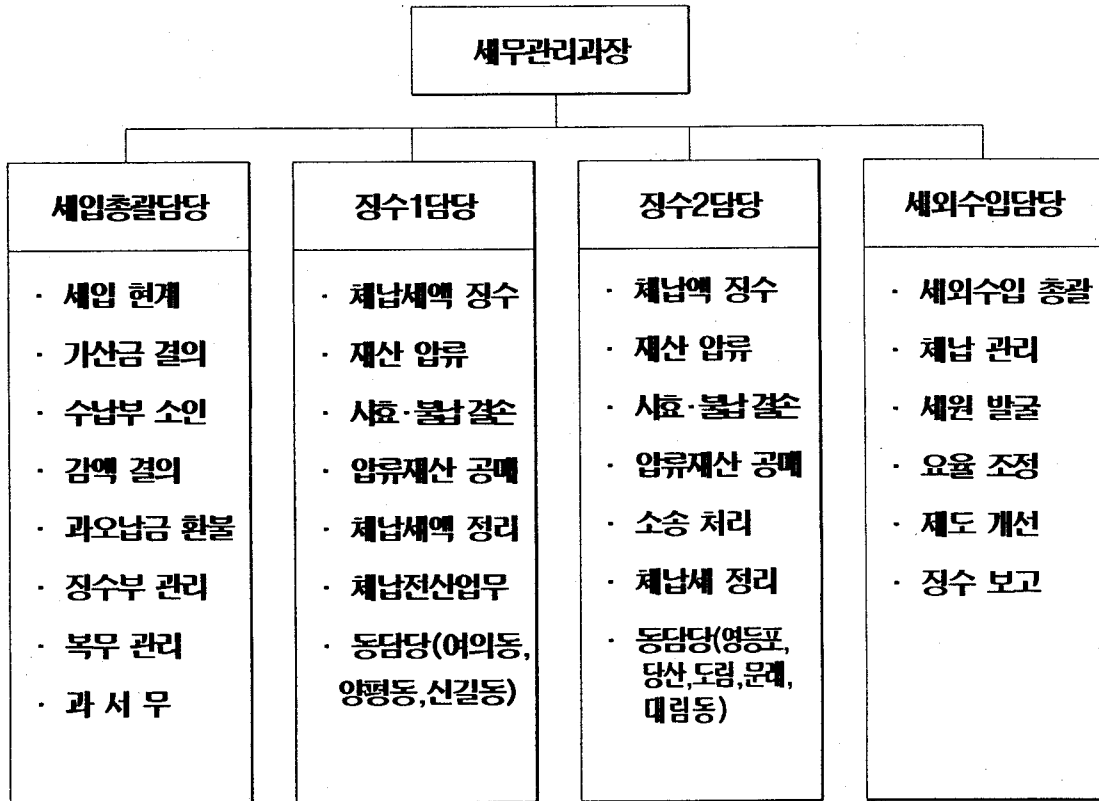 세무관리과장
세입총괄담당
· 세입 현계
· 가산금 결의
· 수납부 소인
· 감액 결의
· 과오납금 환불
· 징수부 관리
· 복무 관리
· 과 서 무
징수1담당
· 체납세액 징수
· 재산 압류
· 시효·불납 결손
· 압류재산 공매
· 체납세액 정리
· 체납전산업무
· 동담당(여의동,
양평동,신길동)
징수2담당
· 체납액 징수
· 재산 압류
· 시효·불납 결손
· 압류재산 공매
· 소송 처리
· 체납세 정리
· 동담당(영등포,
당산,도림,문래,
대림동)
세외수입담당
· 세외수입 총괄
· 체납 관리
· 세원 발굴
· 요율 조정
· 제도 개선
· 징수 보고